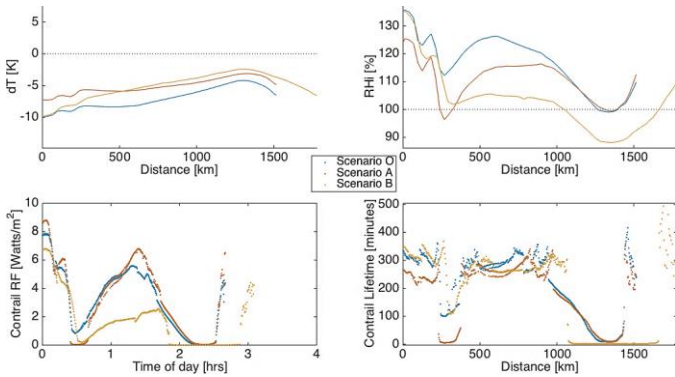 0
-5
-10
dT [K]
0 500 1000 1500
Distance [km]
130
120
110
100
90
RHi [%]
0 500 1000 1500
Distance [km]
Scenario O
Scenario A
Scenario B
10
8
6
4
2
0
Contrail RF [Watts/m²]
0 1 2 3 4
Time of day [hrs]
500
400
300
200
100
0
Contrail Lifetime [minutes]
0 500 1000 1500
Distance [km]